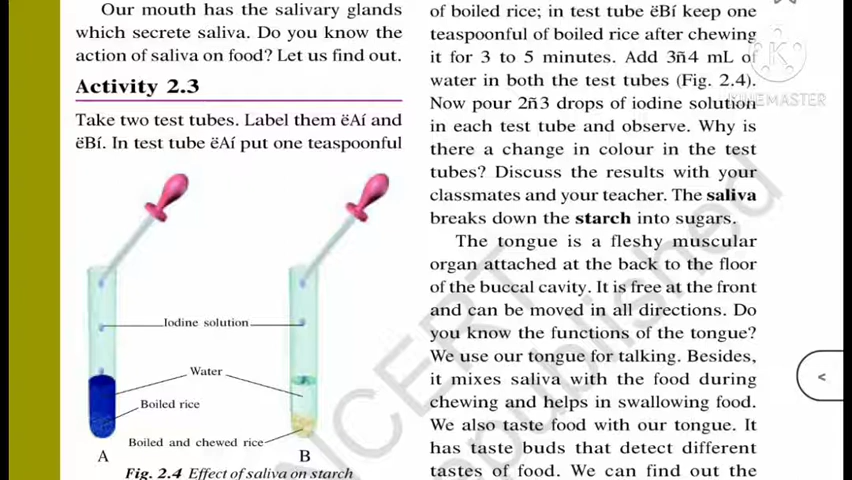 Our mouth has the salivary glands
which secrete saliva. Do you know the
action of saliva on food? Let us find out.
Activity 2.3
Take two test tubes. Label them ëAí and
ëBí. In test tube ëAí put one teaspoonful
Iodine solution
Water
Boiled rice
Boiled and chewed rice
A
B
Fig. 2.4 Effect of saliva on starch
of boiled rice; in test tube ëBí keep one
teaspoonful of boiled rice after chewing
it for 3 to 5 minutes. Add 3ñ4 mL of
water in both the test tubes (Fig. 2.4).
Now pour 2ñ3 drops of iodine solution
in each test tube and observe. Why is
there a change in colour in the test
tubes? Discuss the results with your
classmates and your teacher. The saliva
breaks down the starch into sugars.
The tongue is a fleshy muscular
organ attached at the back to the floor
of the buccal cavity. It is free at the front
and can be moved in all directions. Do
you know the functions of the tongue?
We use our tongue for talking. Besides,
it mixes saliva with the food during
chewing and helps in swallowing food.
We also taste food with our tongue. It
has taste buds that detect different
tastes of food. We can find out the
KINEMASTER
NCERT
republished
<